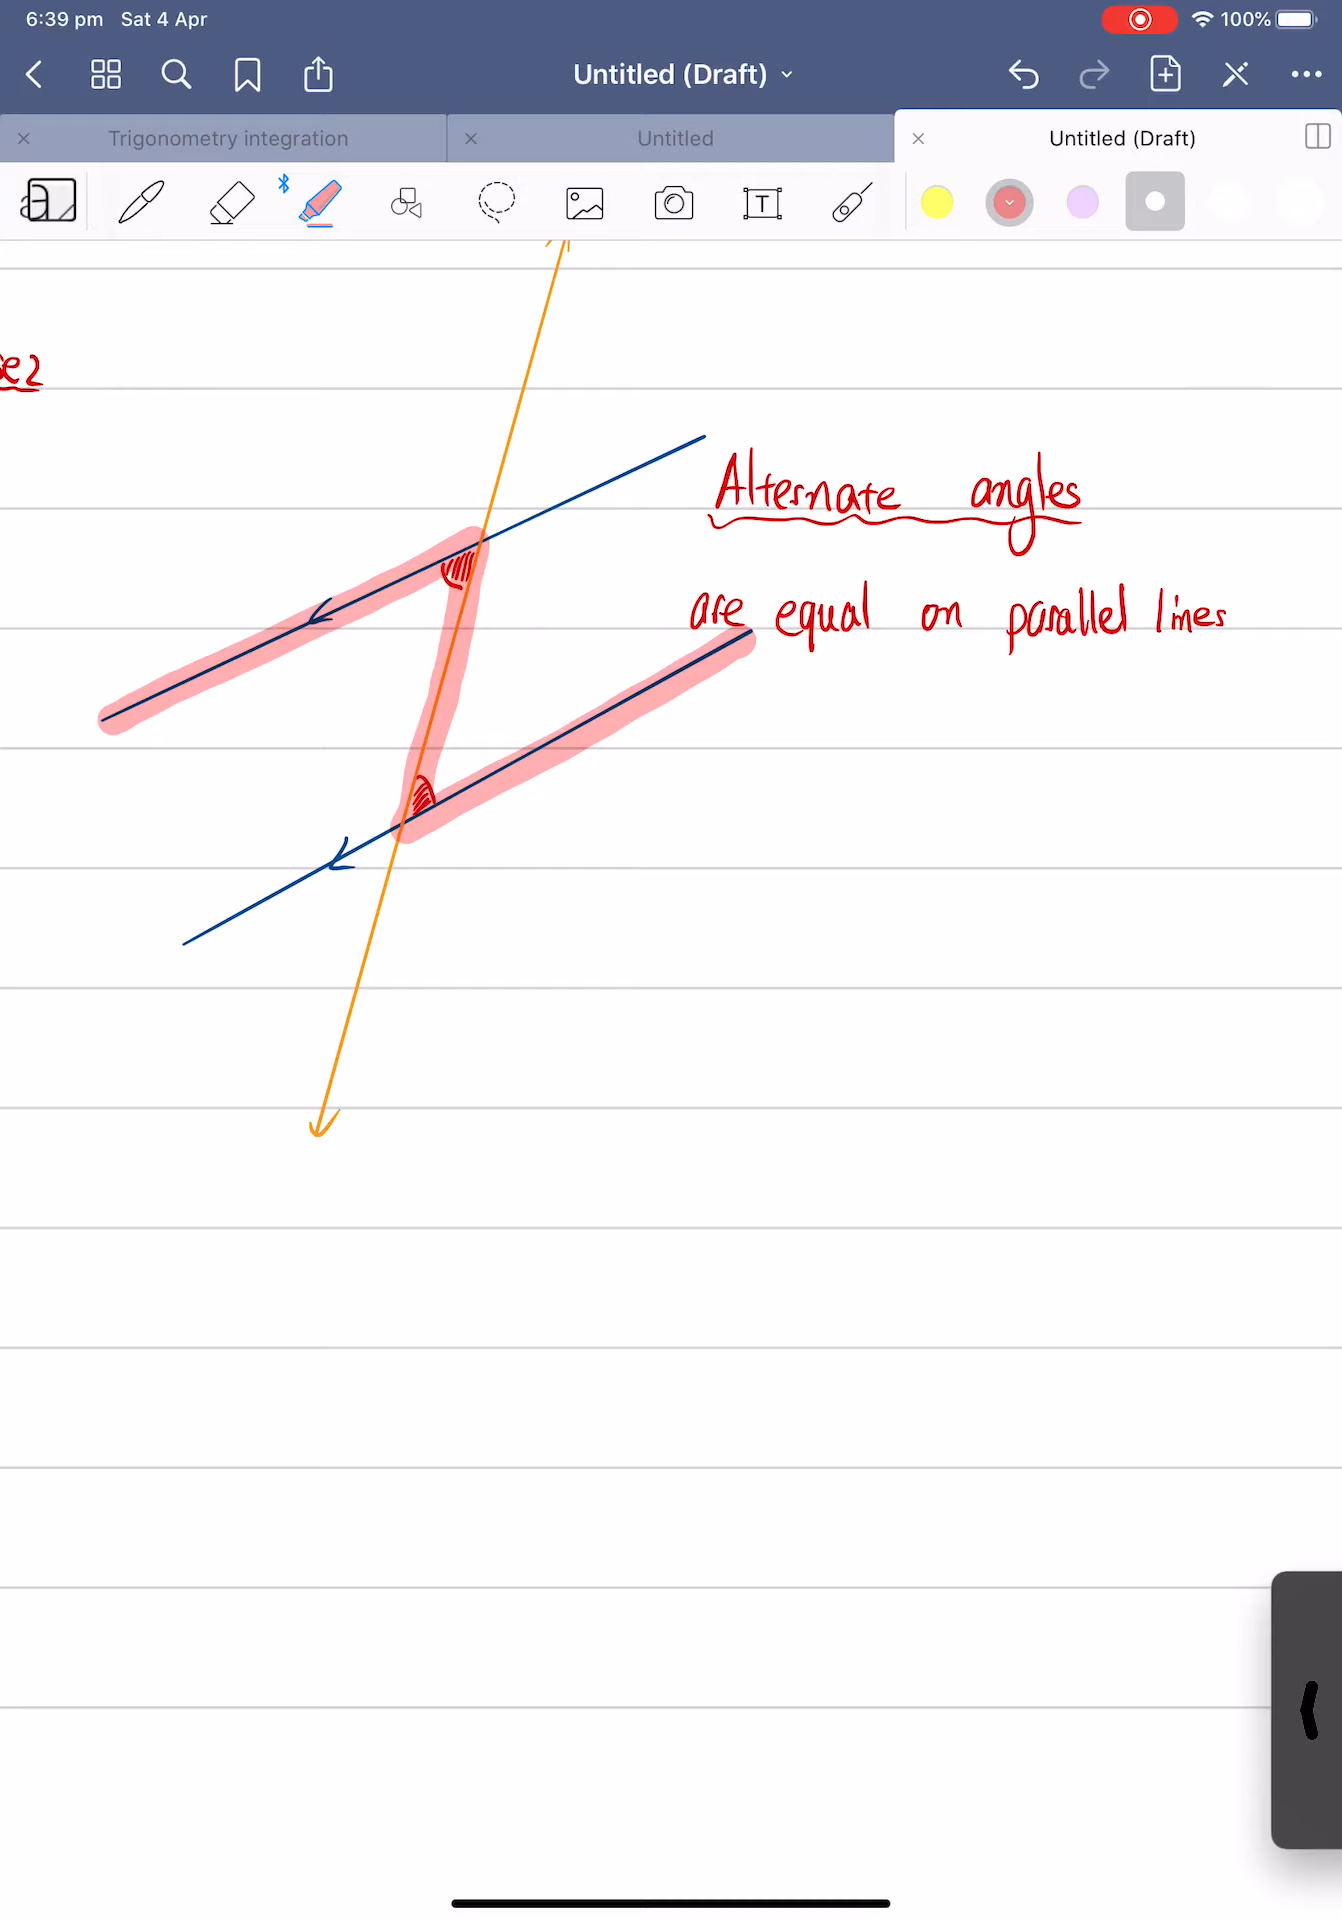 6:39 pm Sat 4 Apr 100%
Untitled (Draft)
Trigonometry integration Untitled Untitled (Draft)
se2
Alternate angles
are equal on parallel lines